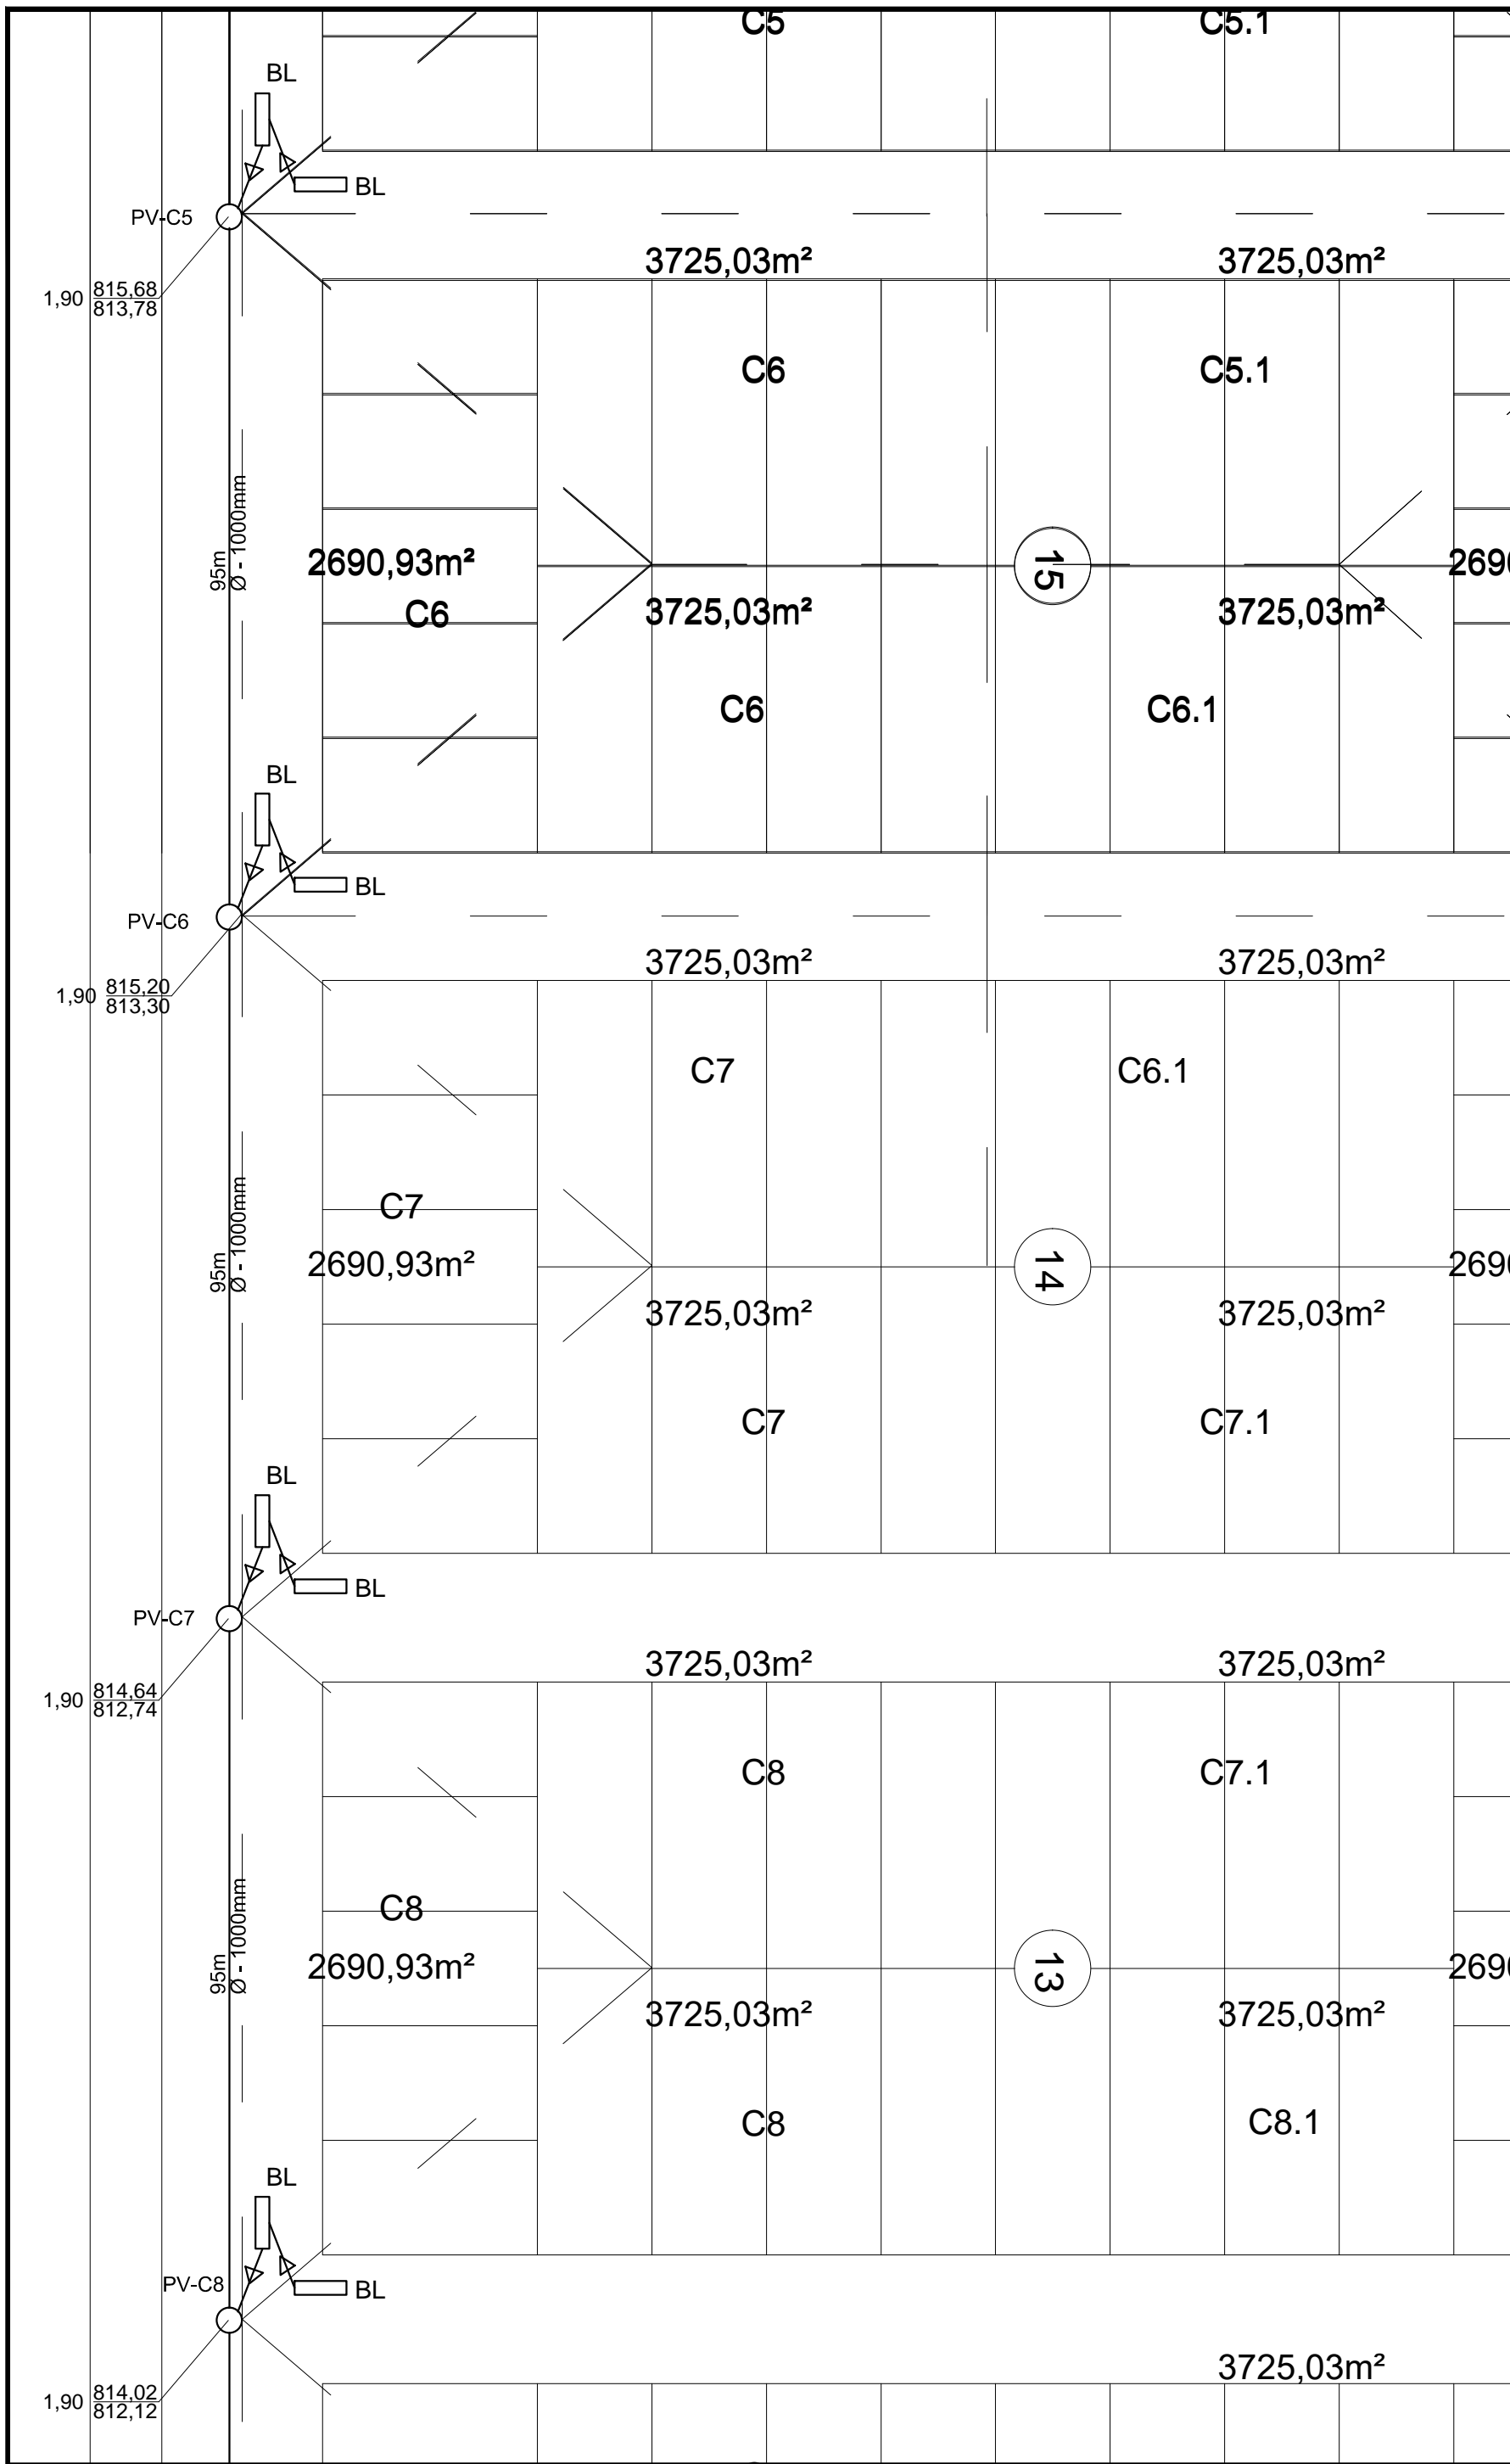 C5
C5.1
BL
BL
PV-C5
3725,03m²
3725,03m²
1,90
815,68
813,78
C6
C5.1
95m
Ø - 1000mm
2690,93m²
15
C6
3725,03m²
3725,03m²
C6
C6.1
BL
BL
PV-C6
3725,03m²
3725,03m²
1,90
815,20
813,30
C7
C6.1
95m
Ø - 1000mm
C7
2690,93m²
14
3725,03m²
3725,03m²
C7
C7.1
BL
BL
PV-C7
3725,03m²
3725,03m²
1,90
814,64
812,74
C8
C7.1
95m
Ø - 1000mm
C8
2690,93m²
13
3725,03m²
3725,03m²
C8
C8.1
BL
BL
PV-C8
3725,03m²
1,90
814,02
812,12